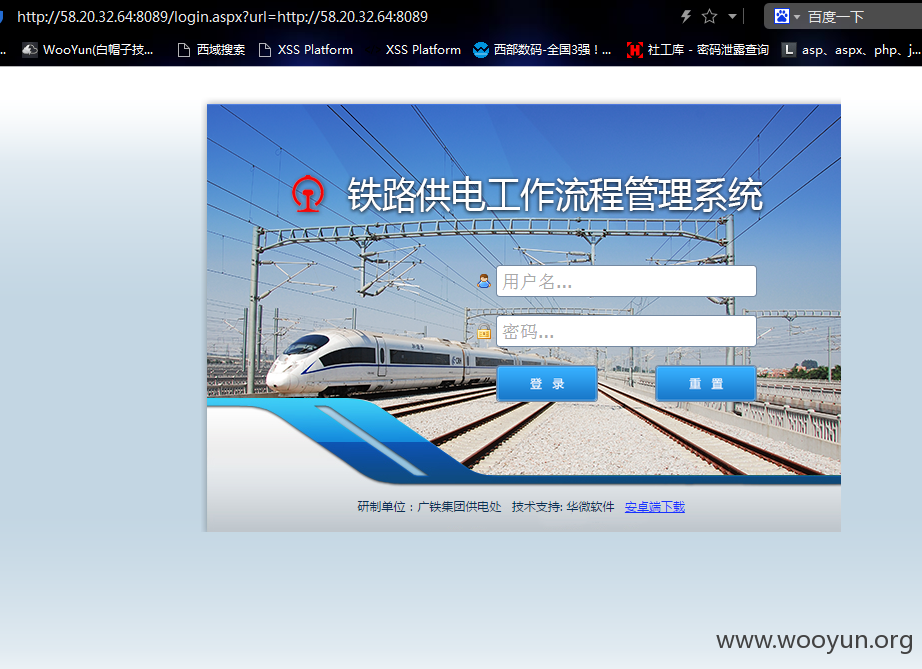 http://58.20.32.64:8089/login.aspx?url=http://58.20.32.64:8089 百度一下
WooYun(白帽子技... 西域搜索 XSS Platform XSS Platform 西部数码-全国3强！... 社工库 - 密码泄露查询 asp、aspx、php、j...
铁路供电工作流程管理系统
用户名...
密码...
登 录 重 置
研制单位：广铁集团供电处 技术支持: 华微软件 安卓端下载
www.wooyun.org